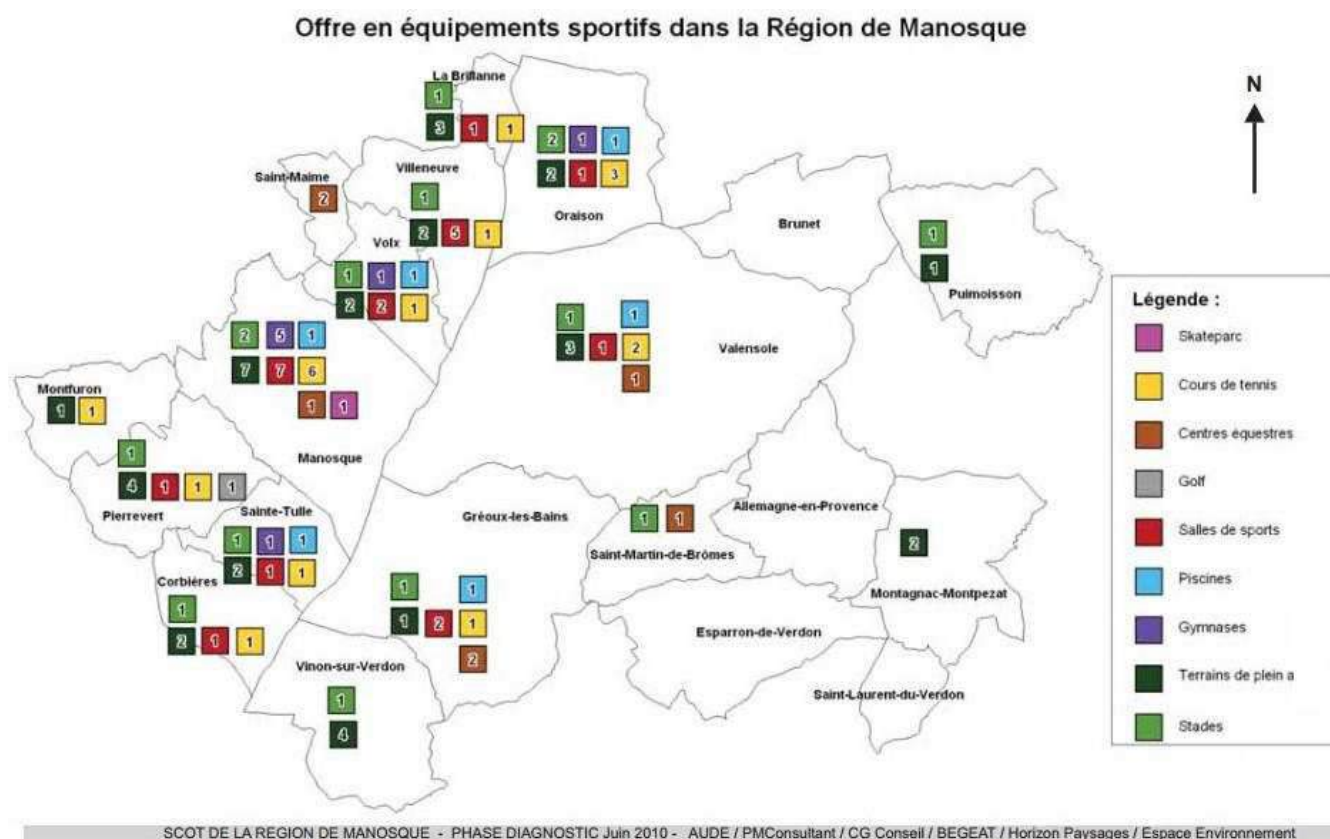 Offre en équipements sportifs dans la Région de Manosque
La Brillanne
1
3 1 1
N
2 1 1
2 1 3
Oraison
Saint-Maime
2
Villeneuve
1
2 5 1
Volx
1 1 1
2 2 1
Brunet
1
1
Puimoisson
1 1
3 1 2
1
Valensole
2 5 1
7 7 6
1 1
Manosque
Montfuron
1 1
1
4 1 1 1
Pierrevert
Sainte-Tulle
1 1 1
2 1 1
Corbières
1
2 1 1
Gréoux-les-Bains
1 1
1 2 1
2
1 1
Saint-Martin-de-Brômes
Allemagne-en-Provence
2
Montagnac-Montpezat
Esparron-de-Verdon
Saint-Laurent-du-Verdon
Vinon-sur-Verdon
1
4
Légende :
Skateparc
Cours de tennis
Centres équestres
Golf
Salles de sports
Piscines
Gymnases
Terrains de plein a
Stades
SCOT DE LA REGION DE MANOSQUE - PHASE DIAGNOSTIC Juin 2010 - AUDE / PMConsultant / CG Conseil / BEGEAT / Horizon Paysages / Espace Environnement